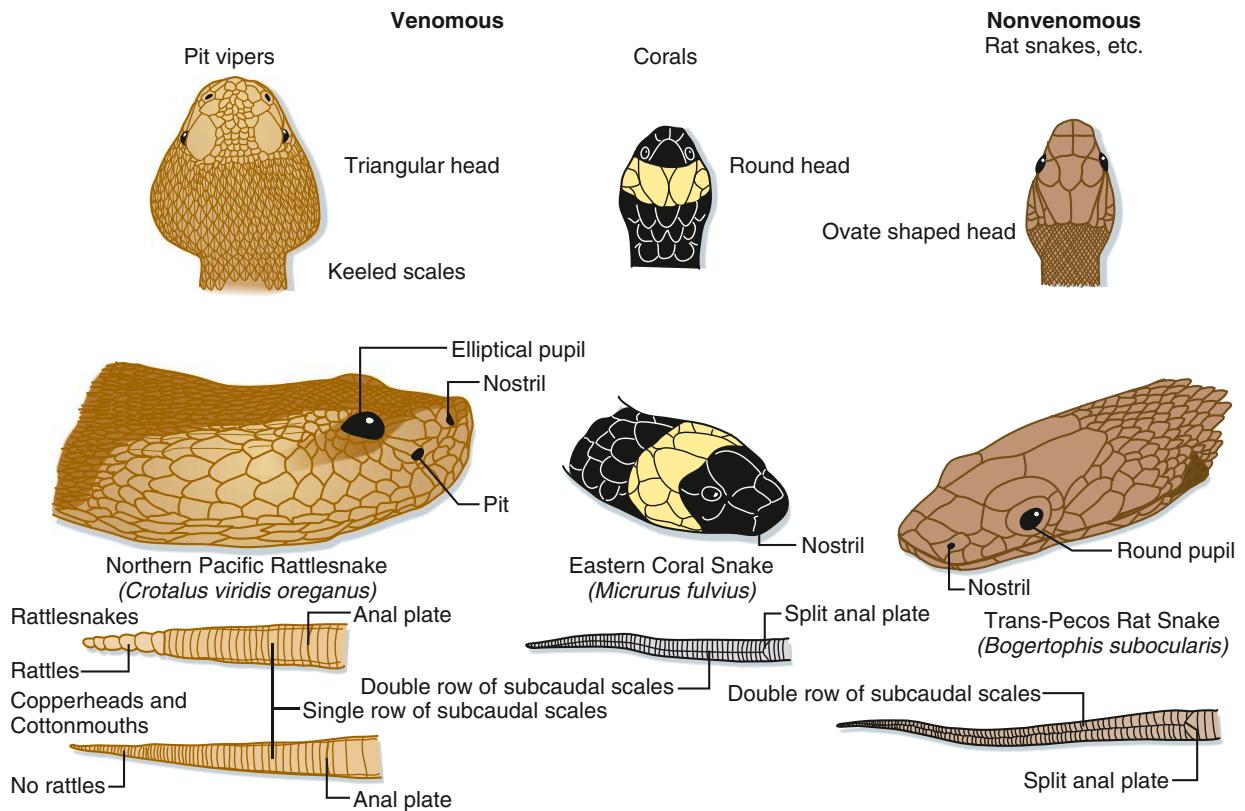 Venomous
Nonvenomous
Rat snakes, etc.
Pit vipers
Corals
Triangular head
Round head
Ovate shaped head
Keeled scales
Elliptical pupil
Nostril
Pit
Nostril
Round pupil
Nostril
Northern Pacific Rattlesnake
(Crotalus viridis oreganus)
Eastern Coral Snake
(Micrurus fulvius)
Trans-Pecos Rat Snake
(Bogertophis subocularis)
Rattlesnakes
Anal plate
Rattles
Split anal plate
Double row of subcaudal scales
Copperheads and
Cottonmouths
Single row of subcaudal scales
Double row of subcaudal scales
No rattles
Anal plate
Split anal plate